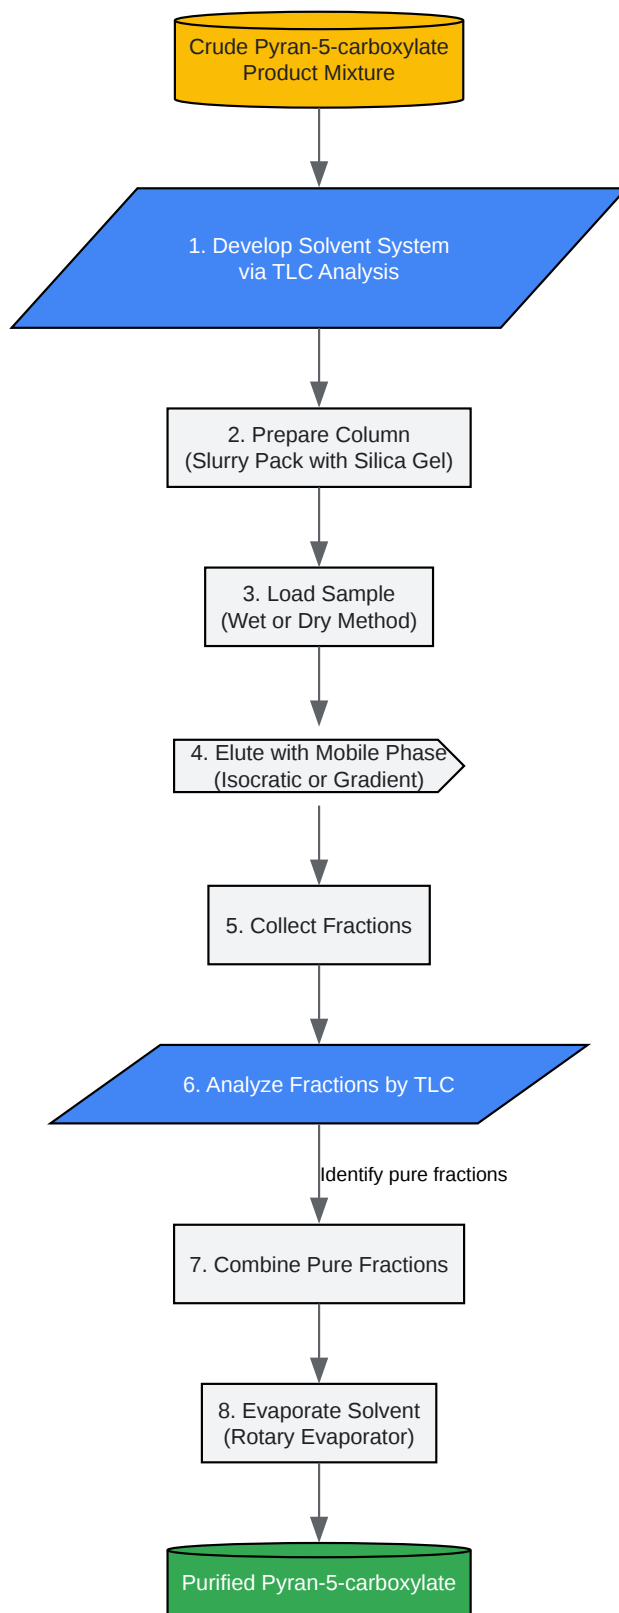 Crude Pyran-5-carboxylate
Product Mixture
1. Develop Solvent System
via TLC Analysis
2. Prepare Column
(Slurry Pack with Silica Gel)
3. Load Sample
(Wet or Dry Method)
4. Elute with Mobile Phase
(Isocratic or Gradient)
5. Collect Fractions
6. Analyze Fractions by TLC
Identify pure fractions
7. Combine Pure Fractions
8. Evaporate Solvent
(Rotary Evaporator)
Purified Pyran-5-carboxylate